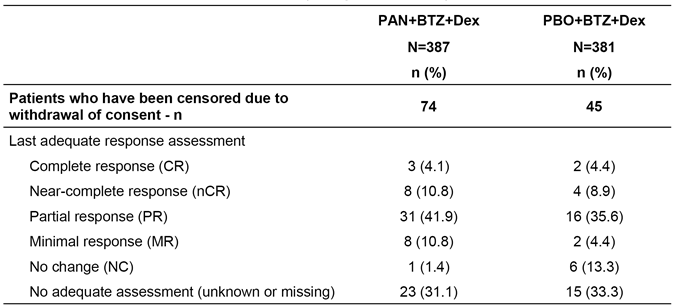 PAN+BTZ+Dex PBO+BTZ+Dex
N=387 N=381
n (%) n (%)
Patients who have been censored due to
withdrawal of consent - n 74 45
Last adequate response assessment
Complete response (CR) 3 (4.1) 2 (4.4)
Near-complete response (nCR) 8 (10.8) 4 (8.9)
Partial response (PR) 31 (41.9) 16 (35.6)
Minimal response (MR) 8 (10.8) 2 (4.4)
No change (NC) 1 (1.4) 6 (13.3)
No adequate assessment (unknown or missing) 23 (31.1) 15 (33.3)